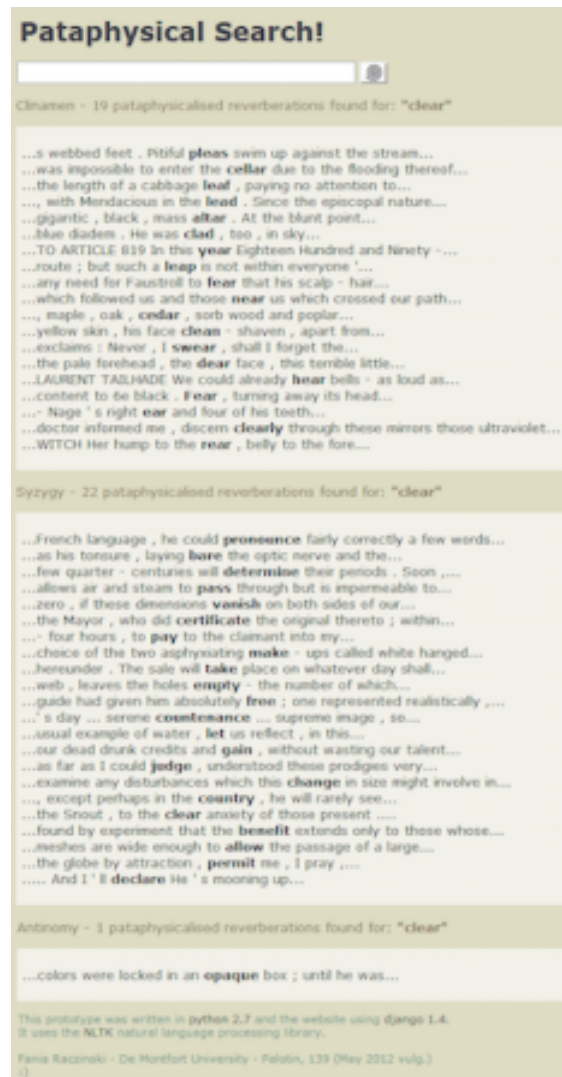 Pataphysical Search!
Clinamen - 19 pataphysicalised reverberations found for: "clear"
...s webbed feet . Pitiful pleas swim up against the stream...
...was impossible to enter the cellar due to the flooding thereof...
...the length of a cabbage leaf , paying no attention to...
..., with Mendacious in the lead . Since the episcopal nature...
...gigantic , black , mass altar . At the blunt point...
...blue diadem . He was clad , too , in sky...
...TO ARTICLE 819 In this year Eighteen Hundred and Ninety -...
...route ; but such a leap is not within everyone '...
...any need for Faustroll to fear that his scalp - hair...
...which followed us and those near us which crossed our path...
..., maple , oak , cedar , sorb wood and poplar...
...yellow skin , his face clean - shaven , apart from...
...exclaims : Never , I swear , shall I forget the...
...the pale forehead , the dear face , this terrible little...
...LAURENT TAILHADE We could already hear bells - as loud as...
...content to 6e black . Fear , turning away its head...
...- Nage ' s right ear and four of his teeth...
...doctor informed me , discern clearly through these mirrors those ultraviolet...
...WITCH Her hump to the rear , belly to the fore....
Syzygy - 22 pataphysicalised reverberations found for: "clear"
...French language , he could pronounce fairly correctly a few words...
...as his tonsure , laying bare the optic nerve and the...
...few quarter - centuries will determine their periods . Soon ,....
...allows air and steam to pass through but is impermeable to...
...zero , if these dimensions vanish on both sides of our...
...the Mayor , who did certificate the original thereto ; within...
...- four hours , to pay to the claimant into my...
...choice of the two asphyxiating make - ups called white hanged...
...hereunder . The sale will take place on whatever day shall...
...web , leaves the holes empty - the number of which...
...guide had given him absolutely free ; one represented realistically ,...
...' s day ... serene countenance ... supreme image , so...
...usual example of water , let us reflect , in this...
...our dead drunk credits and gain , without wasting our talent...
...as far as I could judge , understood these prodigies very...
...examine any disturbances which this change in size might involve in....
..., except perhaps in the country , he will rarely see...
...the Snout , to the clear anxiety of those present .....
...found by experiment that the benefit extends only to those whose....
...meshes are wide enough to allow the passage of a large....
...the globe by attraction , permit me , I pray ,....
..... And I ' ll declare He ' s mooning up...
Antinomy - 1 pataphysicalised reverberations found for: "clear"
...colors were locked in an opaque box ; until he was...
This prototype was written in python 2.7 and the website using django 1.4.
It uses the NLTK natural language processing library.
Fania Raczinski - De Montfort University - Palotin, 139 (May 2012 vulg.)
:)